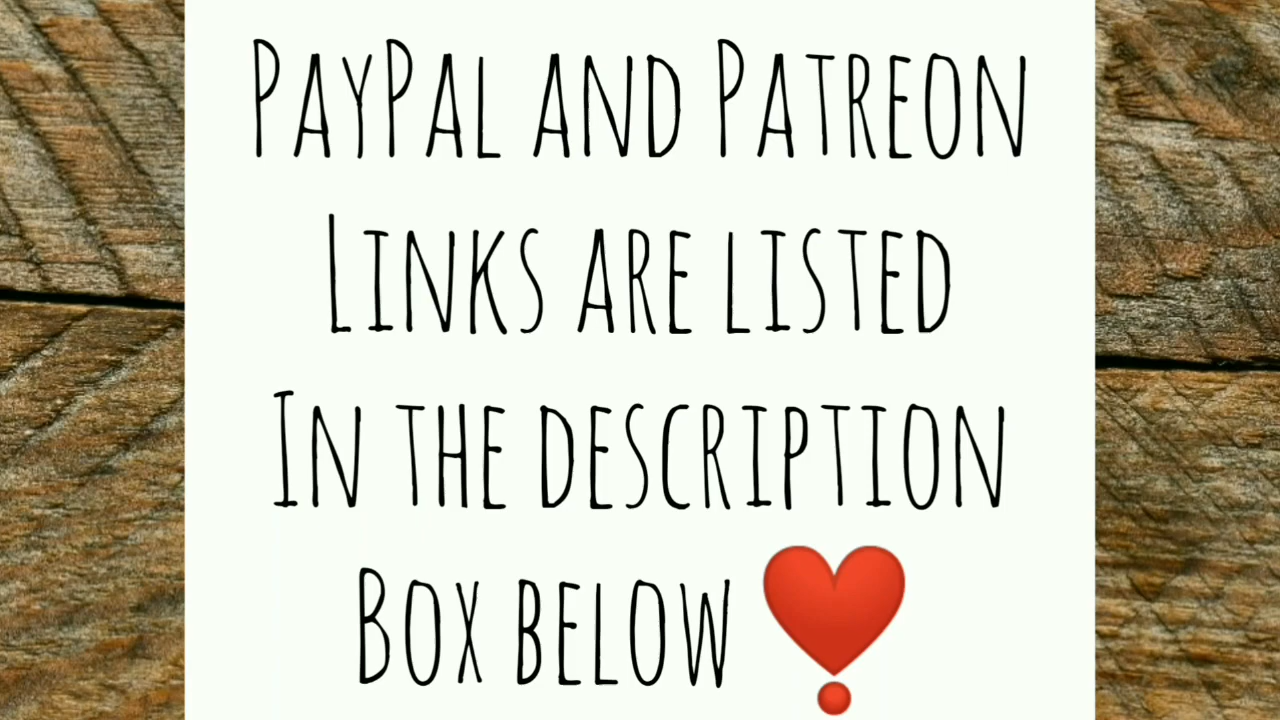 PayPal and Patreon
Links are listed
In the description
Box below ❣️